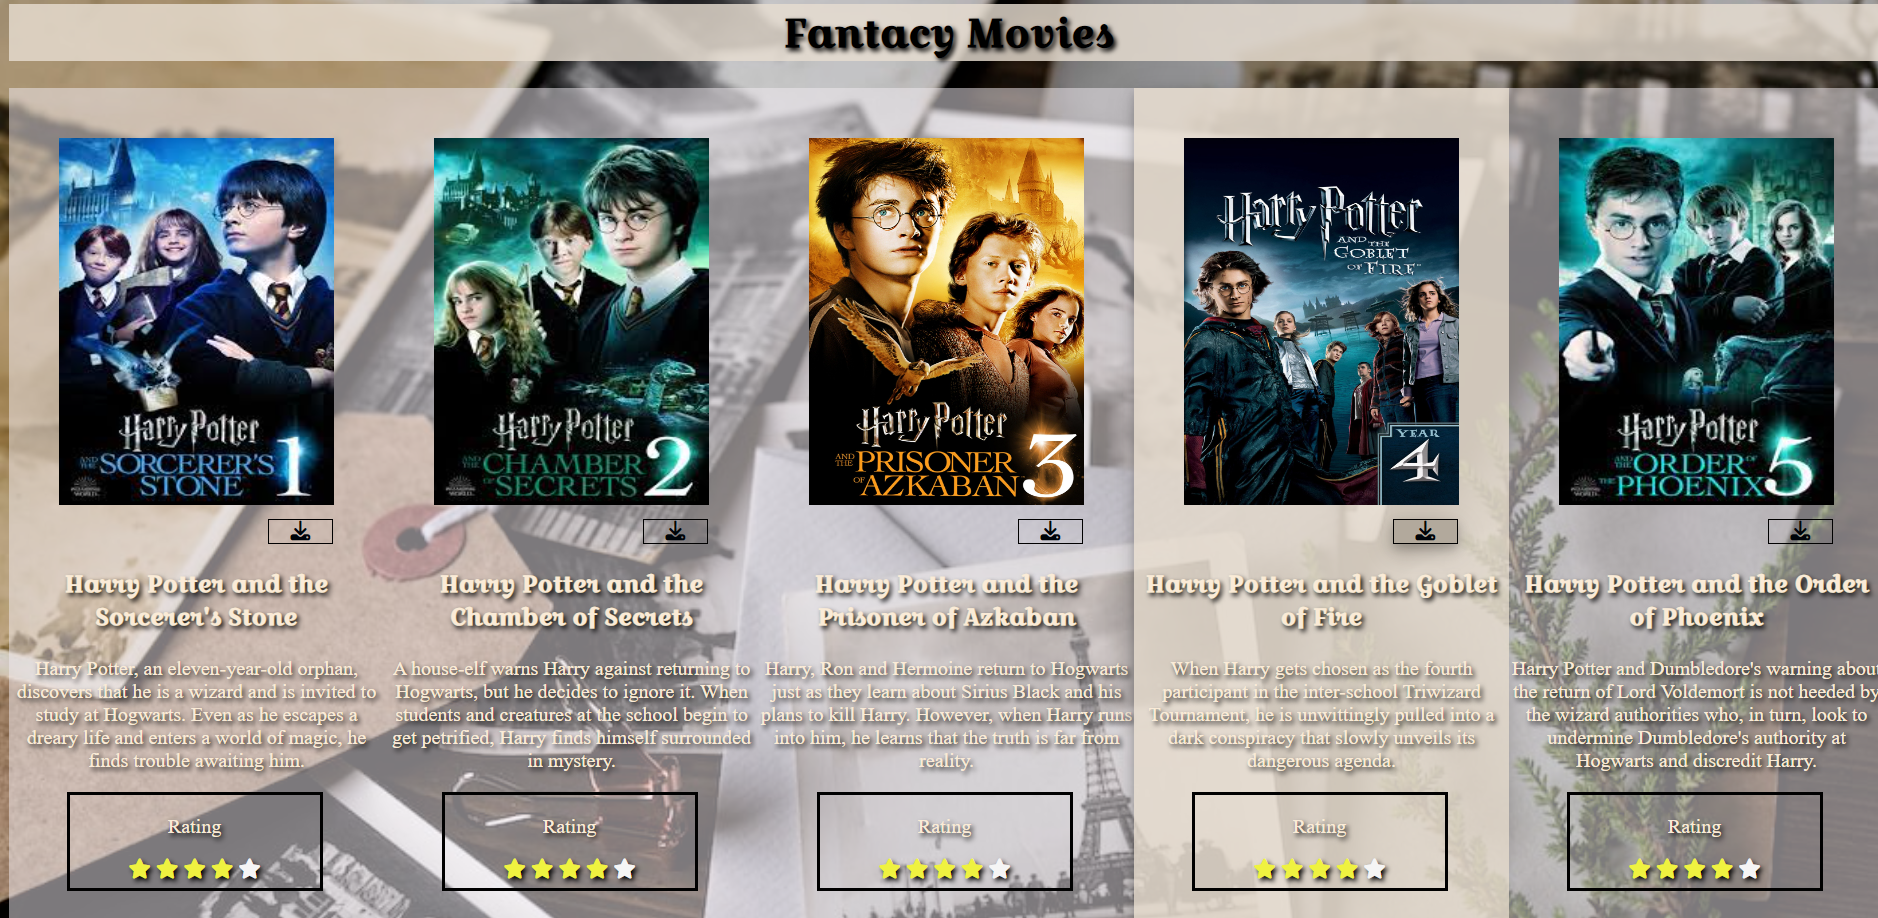 Fantacy Movies
Harry Potter
AND THE SORCERER'S
STONE 1
Harry Potter
AND THE CHAMBER
OF SECRETS 2
Harry Potter
AND THE PRISONER
OF AZKABAN 3
Harry Potter
AND THE
GOBLET
OF FIRE
YEAR
4
Harry Potter
AND THE ORDER OF
THE PHOENIX 5
Harry Potter and the
Sorcerer's Stone
Harry Potter, an eleven-year-old orphan,
discovers that he is a wizard and is invited to
study at Hogwarts. Even as he escapes a
dreary life and enters a world of magic, he
finds trouble awaiting him.
Rating
Harry Potter and the
Chamber of Secrets
A house-elf warns Harry against returning to
Hogwarts, but he decides to ignore it. When
students and creatures at the school begin to
get petrified, Harry finds himself surrounded
in mystery.
Rating
Harry Potter and the
Prisoner of Azkaban
Harry, Ron and Hermoine return to Hogwarts
just as they learn about Sirius Black and his
plans to kill Harry. However, when Harry runs
into him, he learns that the truth is far from
reality.
Rating
Harry Potter and the Goblet
of Fire
When Harry gets chosen as the fourth
participant in the inter-school Triwizard
Tournament, he is unwittingly pulled into a
dark conspiracy that slowly unveils its
dangerous agenda.
Rating
Harry Potter and the Order
of Phoenix
Harry Potter and Dumbledore's warning about
the return of Lord Voldemort is not heeded by
the wizard authorities who, in turn, look to
undermine Dumbledore's authority at
Hogwarts and discredit Harry.
Rating